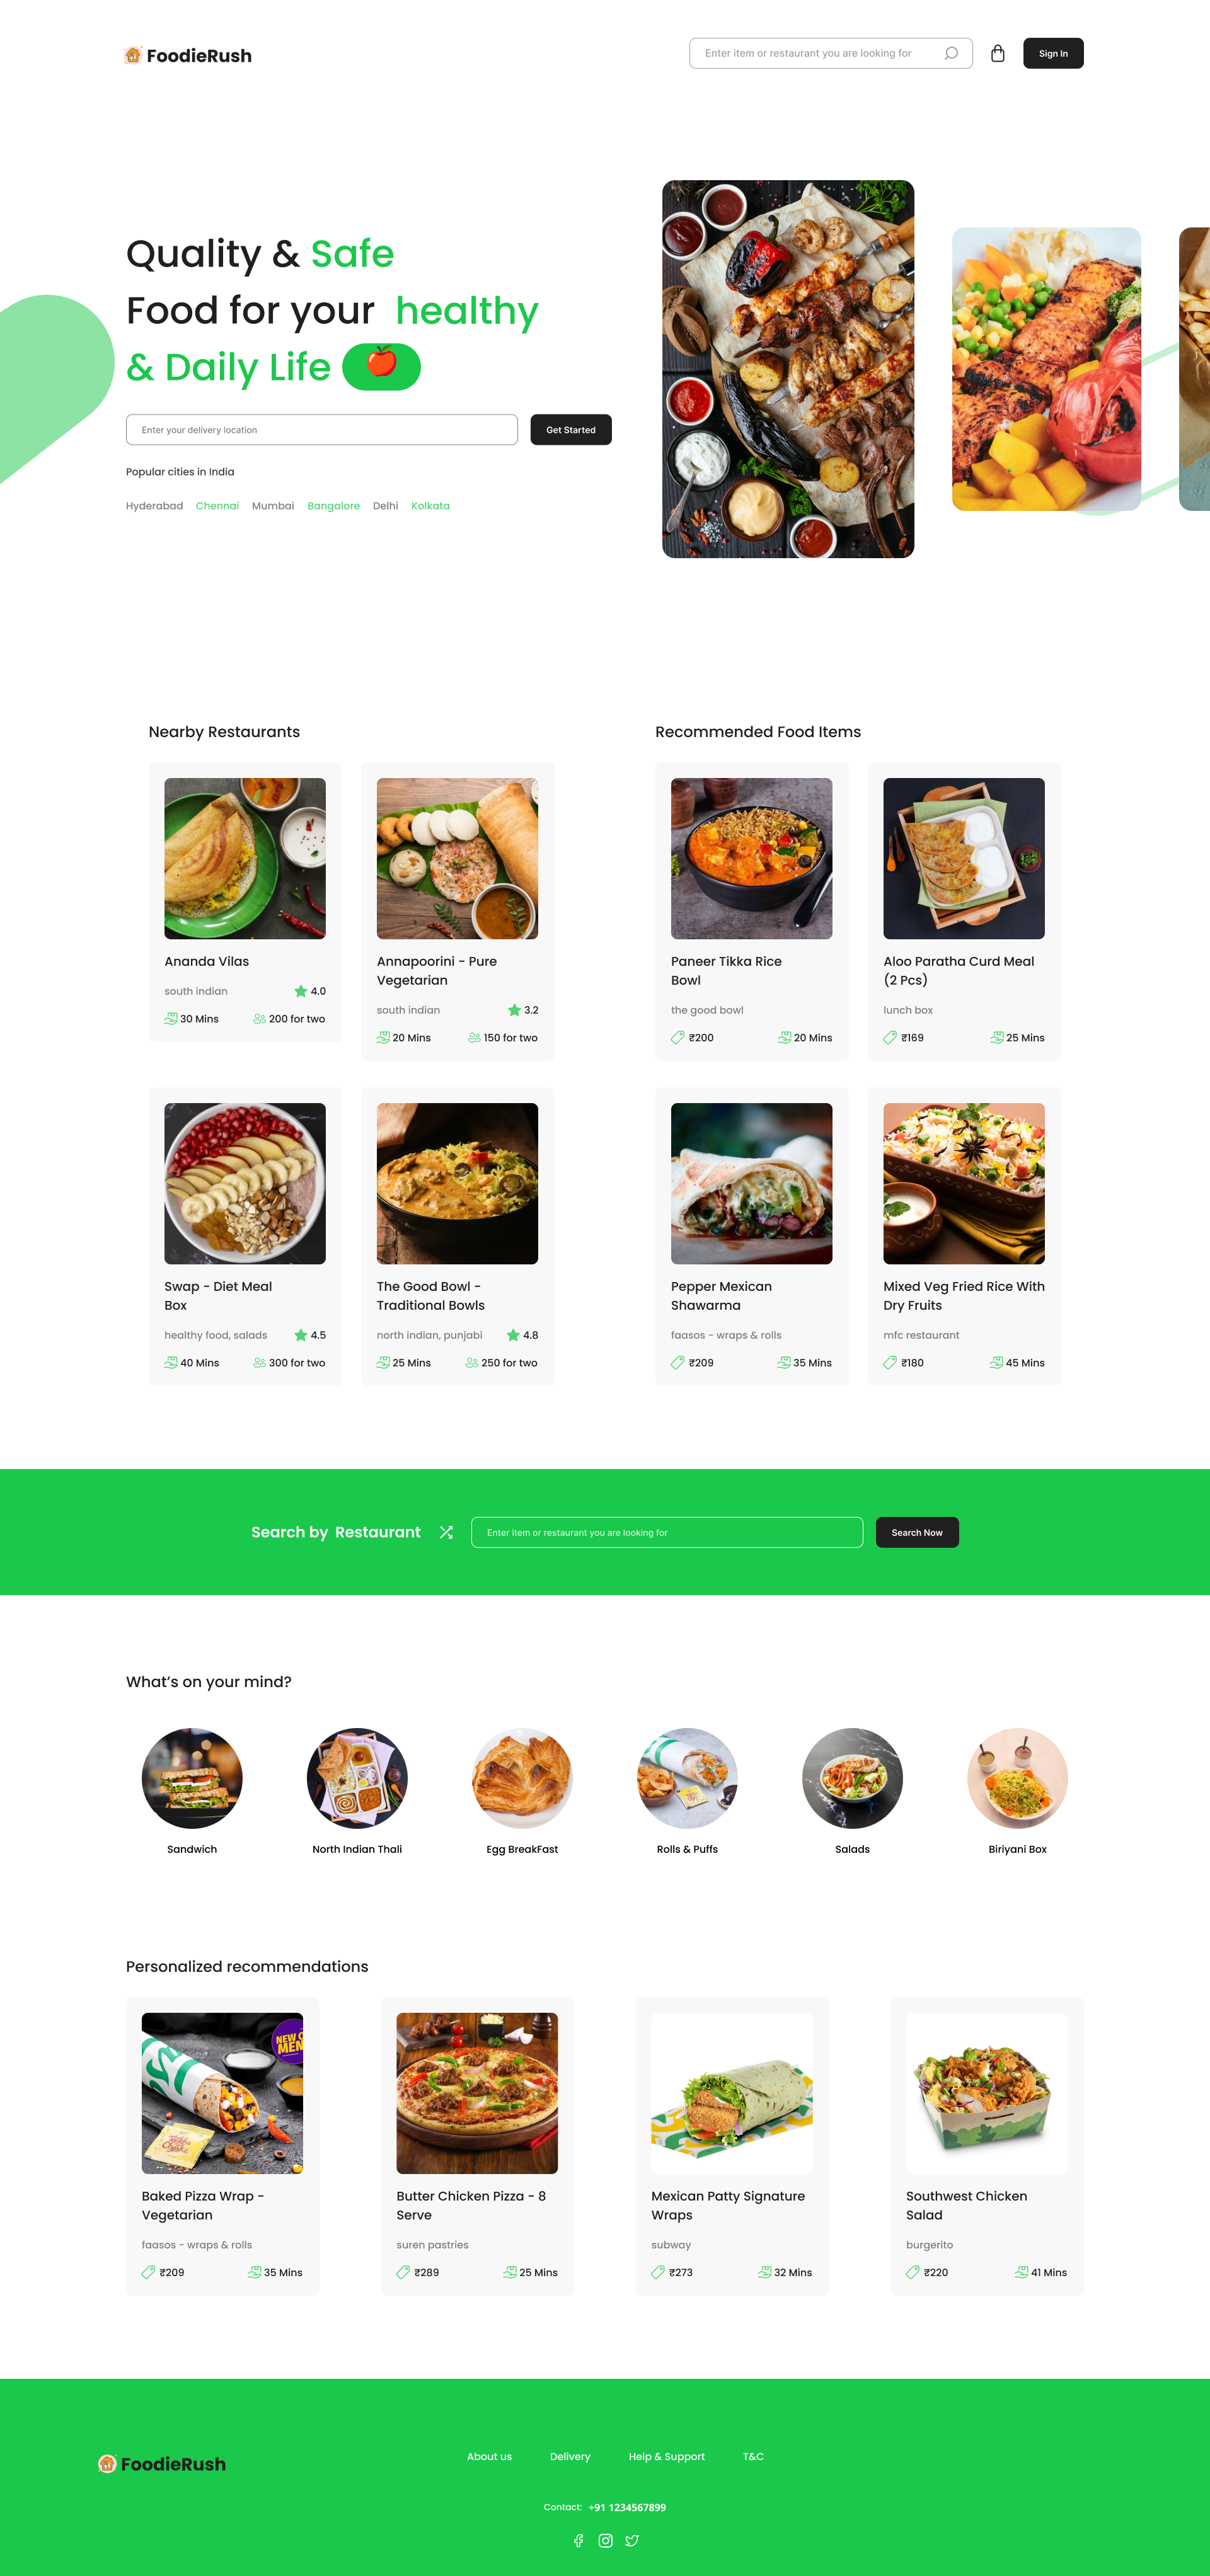 FoodieRush
Enter item or restaurant you are looking for
Sign In
Quality & Safe
Food for your healthy
& Daily Life
Enter your delivery location
Get Started
Popular cities in India
Hyderabad Chennai Mumbai Bangalore Delhi Kolkata
Nearby Restaurants
Ananda Vilas
south indian 4.0
30 Mins 200 for two
Annapoorini - Pure
Vegetarian
south indian 3.2
20 Mins 150 for two
Swap - Diet Meal
Box
healthy food, salads 4.5
40 Mins 300 for two
The Good Bowl -
Traditional Bowls
north indian, punjabi 4.8
25 Mins 250 for two
Recommended Food Items
Paneer Tikka Rice
Bowl
the good bowl
₹200 20 Mins
Aloo Paratha Curd Meal
(2 Pcs)
lunch box
₹169 25 Mins
Pepper Mexican
Shawarma
faasos - wraps & rolls
₹209 35 Mins
Mixed Veg Fried Rice With
Dry Fruits
mfc restaurant
₹180 45 Mins
Search by Restaurant
Enter item or restaurant you are looking for
Search Now
What's on your mind?
Sandwich
North Indian Thali
Egg BreakFast
Rolls & Puffs
Salads
Biriyani Box
Personalized recommendations
NEW
Baked Pizza Wrap -
Vegetarian
faasos - wraps & rolls
₹209 35 Mins
Butter Chicken Pizza - 8
Serve
suren pastries
₹289 25 Mins
Mexican Patty Signature
Wraps
subway
₹273 32 Mins
Southwest Chicken
Salad
burgerito
₹220 41 Mins
FoodieRush
About us
Delivery
Help & Support
T&C
Contact: +91 1234567899